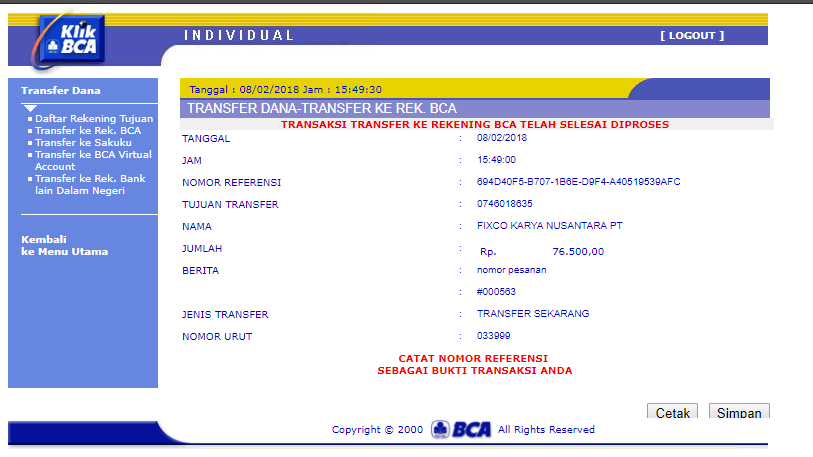 Klik
BCA
INDIVIDUAL
[ LOGOUT ]
Transfer Dana
Daftar Rekening Tujuan
Transfer ke Rek. BCA
Transfer ke Sakuku
Transfer ke BCA Virtual
Account
Transfer ke Rek. Bank
lain Dalam Negeri
Kembali
ke Menu Utama
Tanggal : 08/02/2018 Jam : 15:49:30
TRANSFER DANA-TRANSFER KE REK. BCA
TRANSAKSI TRANSFER KE REKENING BCA TELAH SELESAI DIPROSES
TANGGAL : 08/02/2018
JAM : 15:49:00
NOMOR REFERENSI : 694D40F5-B707-1B6E-D9F4-A40519539AFC
TUJUAN TRANSFER : 0746018635
NAMA : FIXCO KARYA NUSANTARA PT
JUMLAH : Rp. 76.500,00
BERITA : nomor pesanan
: #000563
JENIS TRANSFER : TRANSFER SEKARANG
NOMOR URUT : 033999
CATAT NOMOR REFERENSI
SEBAGAI BUKTI TRANSAKSI ANDA
Cetak Simpan
Copyright © 2000 BCA All Rights Reserved